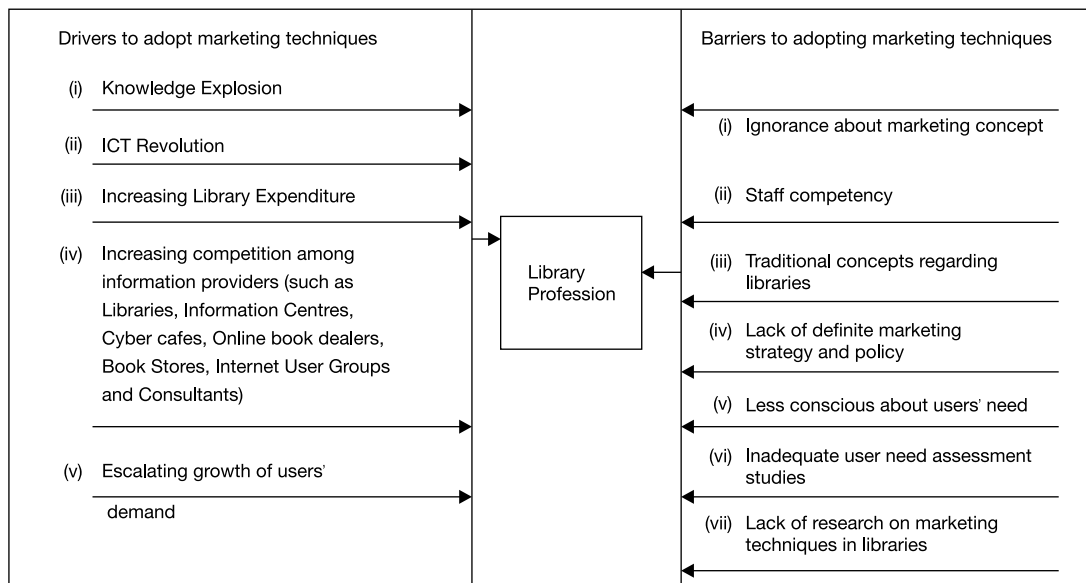 Drivers to adopt marketing techniques
(i) Knowledge Explosion
(ii) ICT Revolution
(iii) Increasing Library Expenditure
(iv) Increasing competition among
information providers (such as
Libraries, Information Centres,
Cyber cafes, Online book dealers,
Book Stores, Internet User Groups
and Consultants)
(v) Escalating growth of users'
demand
Library
Profession
Barriers to adopting marketing techniques
(i) Ignorance about marketing concept
(ii) Staff competency
(iii) Traditional concepts regarding
libraries
(iv) Lack of definite marketing
strategy and policy
(v) Less conscious about users' need
(vi) Inadequate user need assessment
studies
(vii) Lack of research on marketing
techniques in libraries